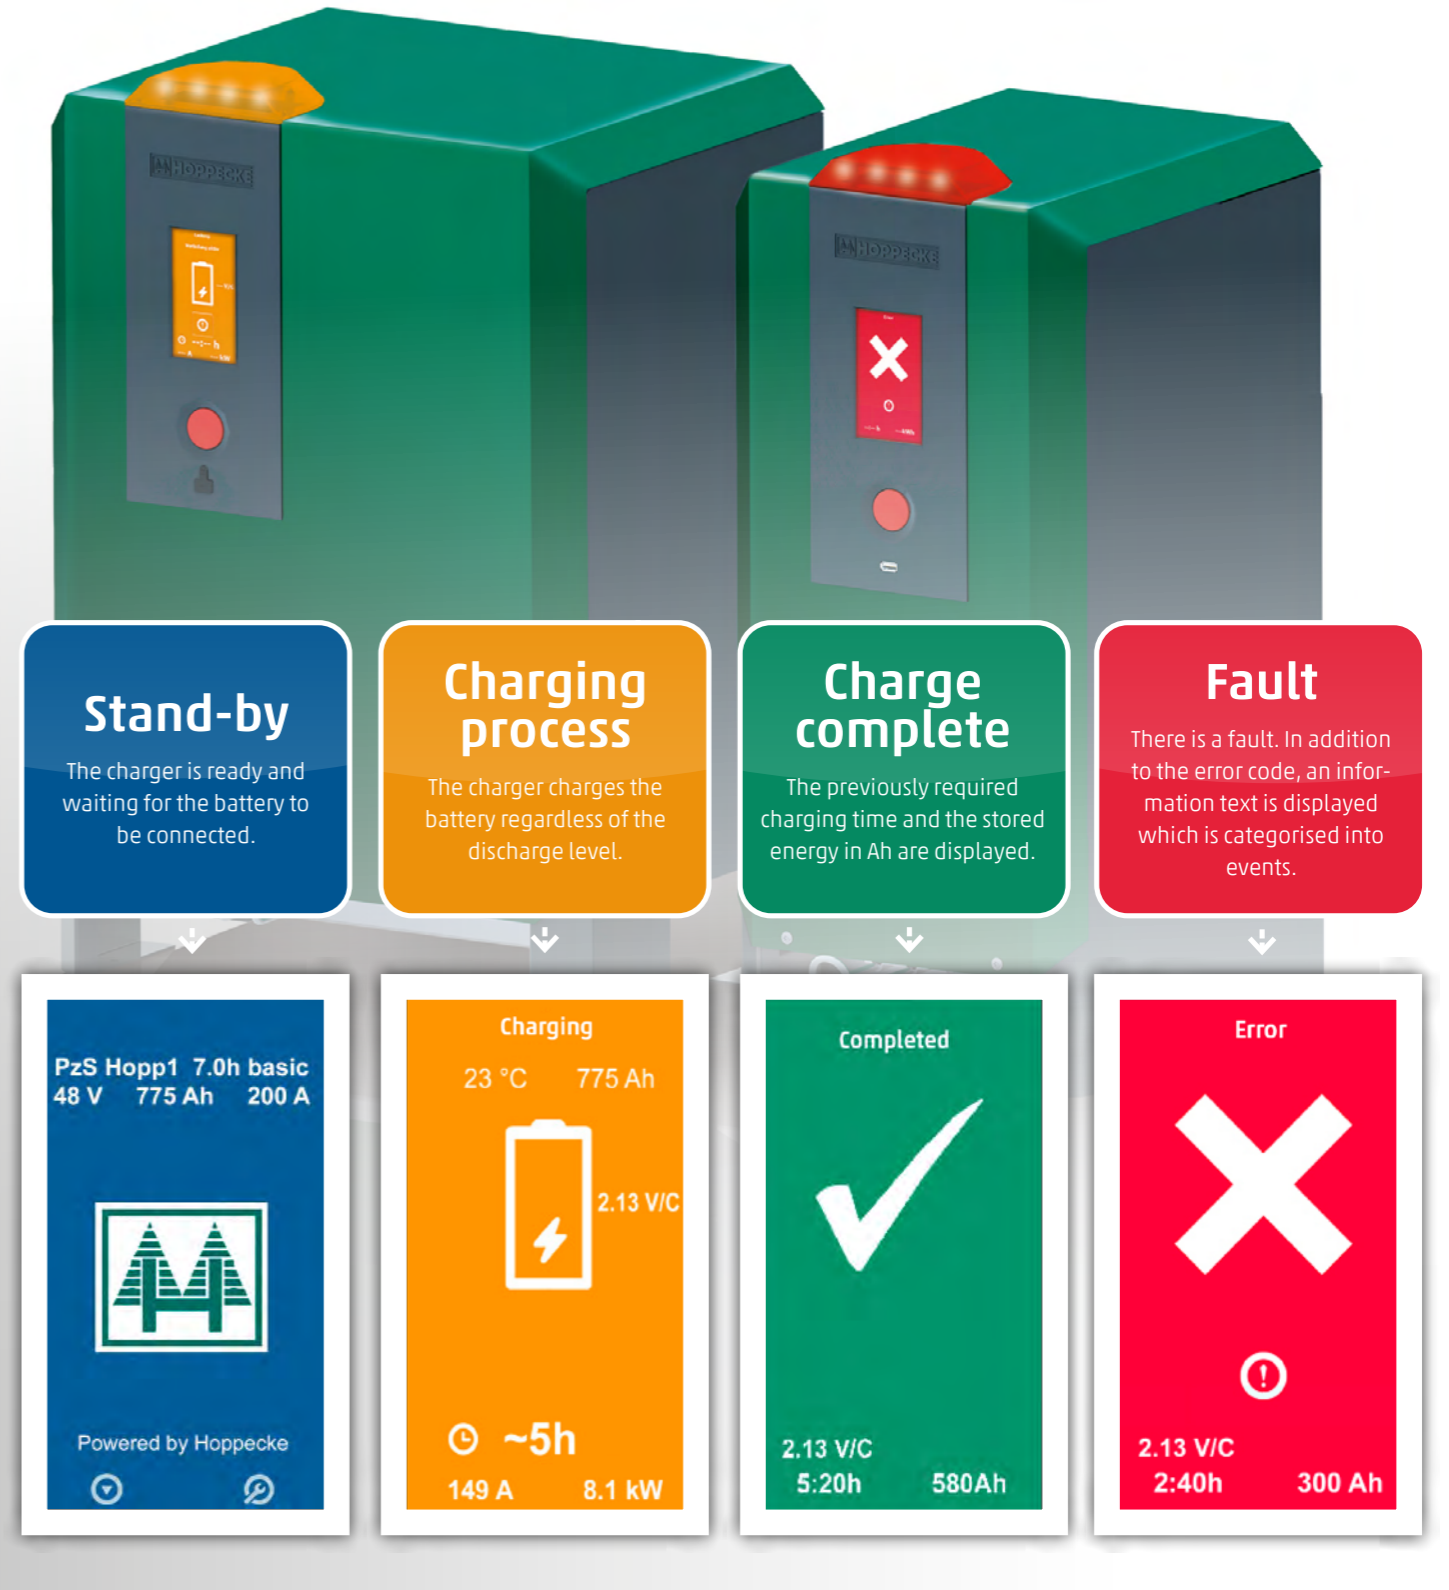 HOPPECKE
HOPPECKE
Error
Stand-by
The charger is ready and
waiting for the battery to
be connected.
Charging
process
The charger charges the
battery regardless of the
discharge level.
Charge
complete
The previously required
charging time and the stored
energy in Ah are displayed.
Fault
There is a fault. In addition
to the error code, an infor-
mation text is displayed
which is categorised into
events.
PzS Hopp1 7.0h basic
48 V 775 Ah 200 A
Powered by Hoppecke
Charging
23 °C 775 Ah
2.13 V/C
~5h
149 A 8.1 kW
Completed
2.13 V/C
5:20h 580Ah
Error
2.13 V/C
2:40h 300 Ah